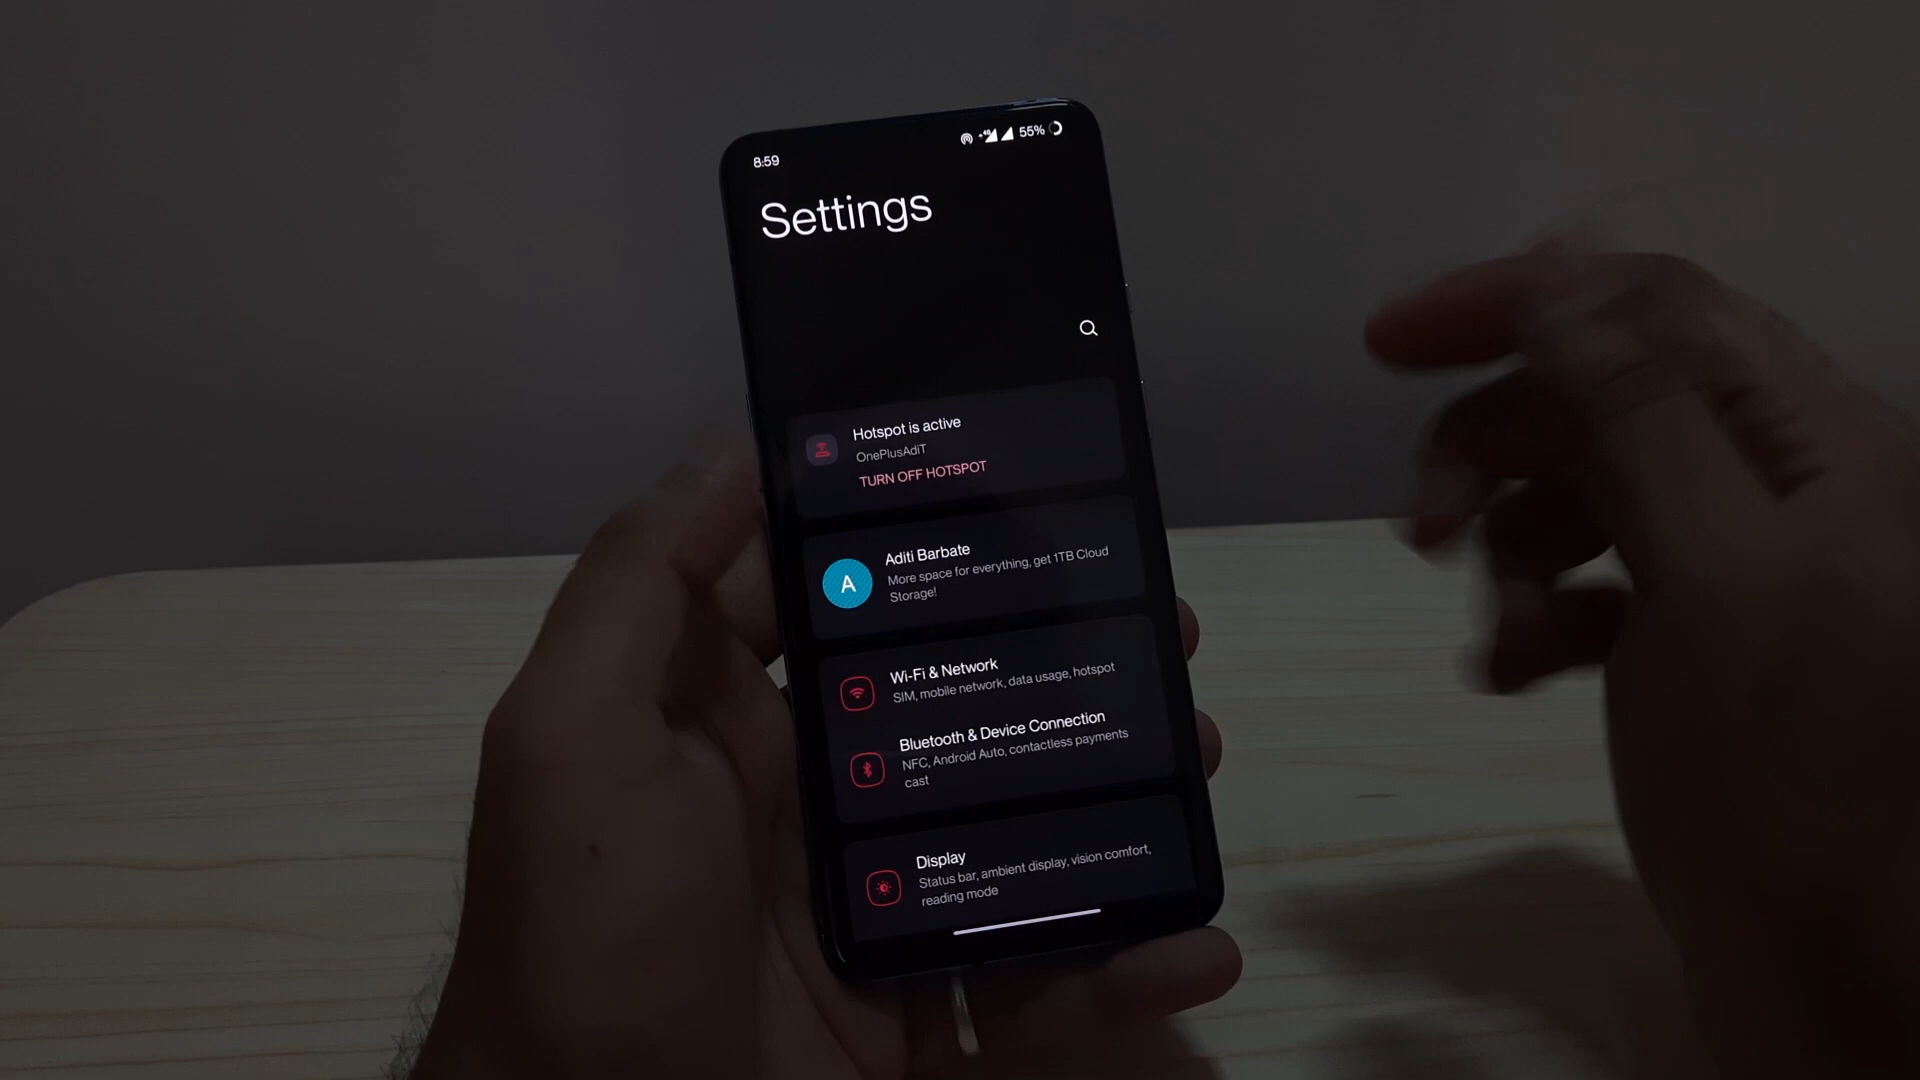 8:59
4G 55%
Settings
Hotspot is active
OnePlusAdiT
TURN OFF HOTSPOT
A
Aditi Barbate
More space for everything, get 1TB Cloud
Storage!
Wi-Fi & Network
SIM, mobile network, data usage, hotspot
Bluetooth & Device Connection
NFC, Android Auto, contactless payments
cast
Display
Status bar, ambient display, vision comfort,
reading mode